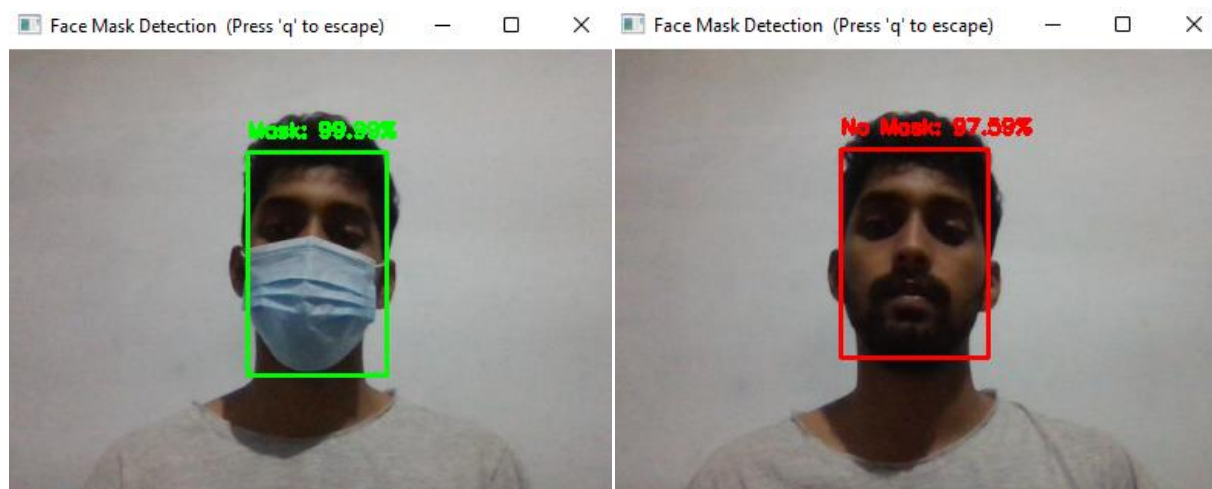 Face Mask Detection (Press 'q' to escape)
Face Mask Detection (Press 'q' to escape)
Mask: 99.99%
No Mask: 97.59%